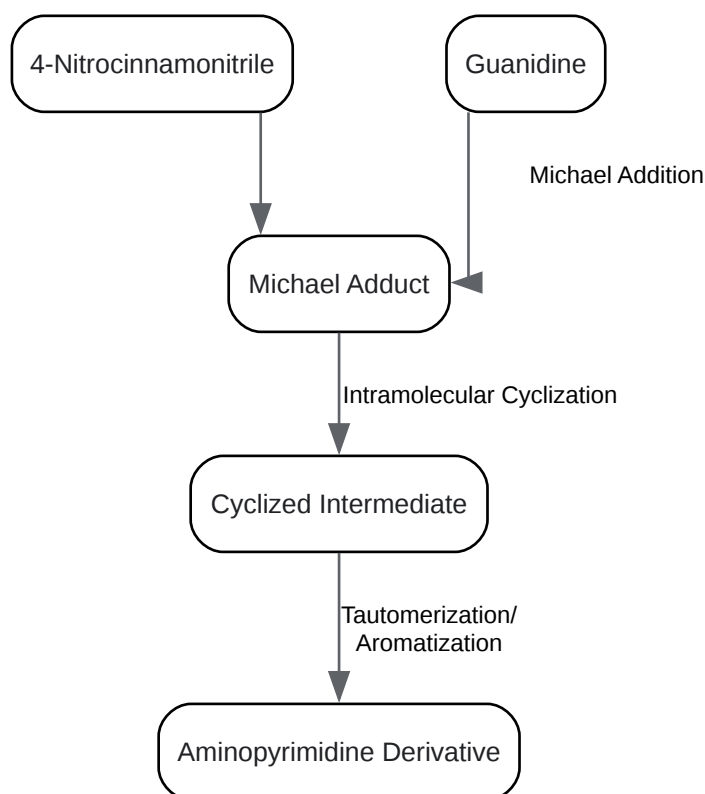 4-Nitrocinnamonitrile
Guanidine
Michael Addition
Michael Adduct
Intramolecular Cyclization
Cyclized Intermediate
Tautomerization/
Aromatization
Aminopyrimidine Derivative